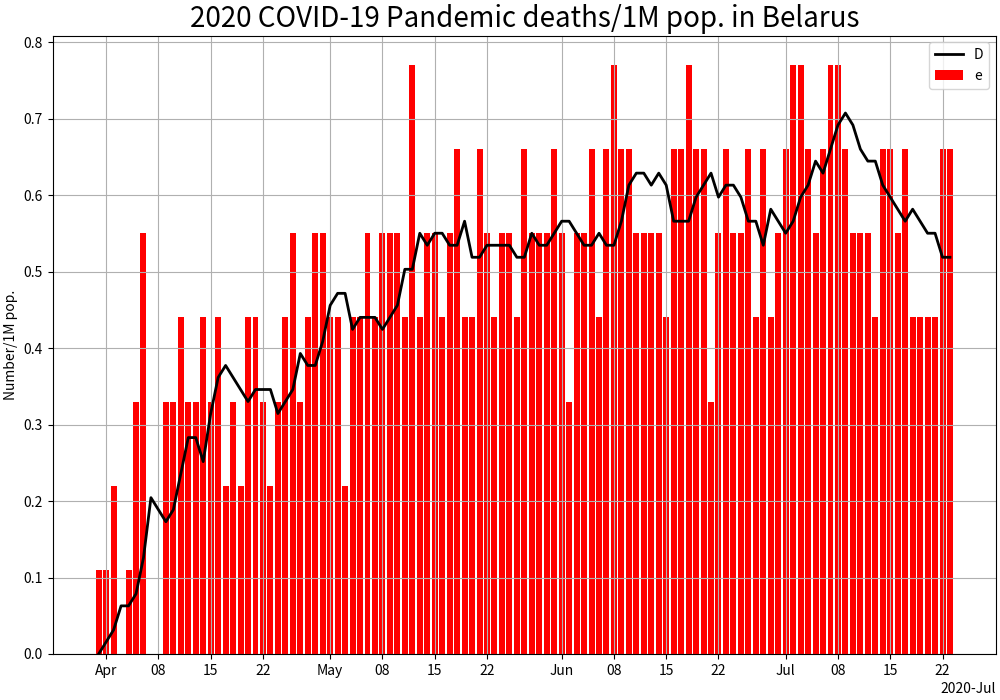 2020 COVID-19 Pandemic deaths/1M pop. in Belarus
D
e
Number/1M pop.
0.8
0.7
0.6
0.5
0.4
0.3
0.2
0.1
0.0
Apr 08 15 22 May 08 15 22 Jun 08 15 22 Jul 08 15 22
2020-Jul